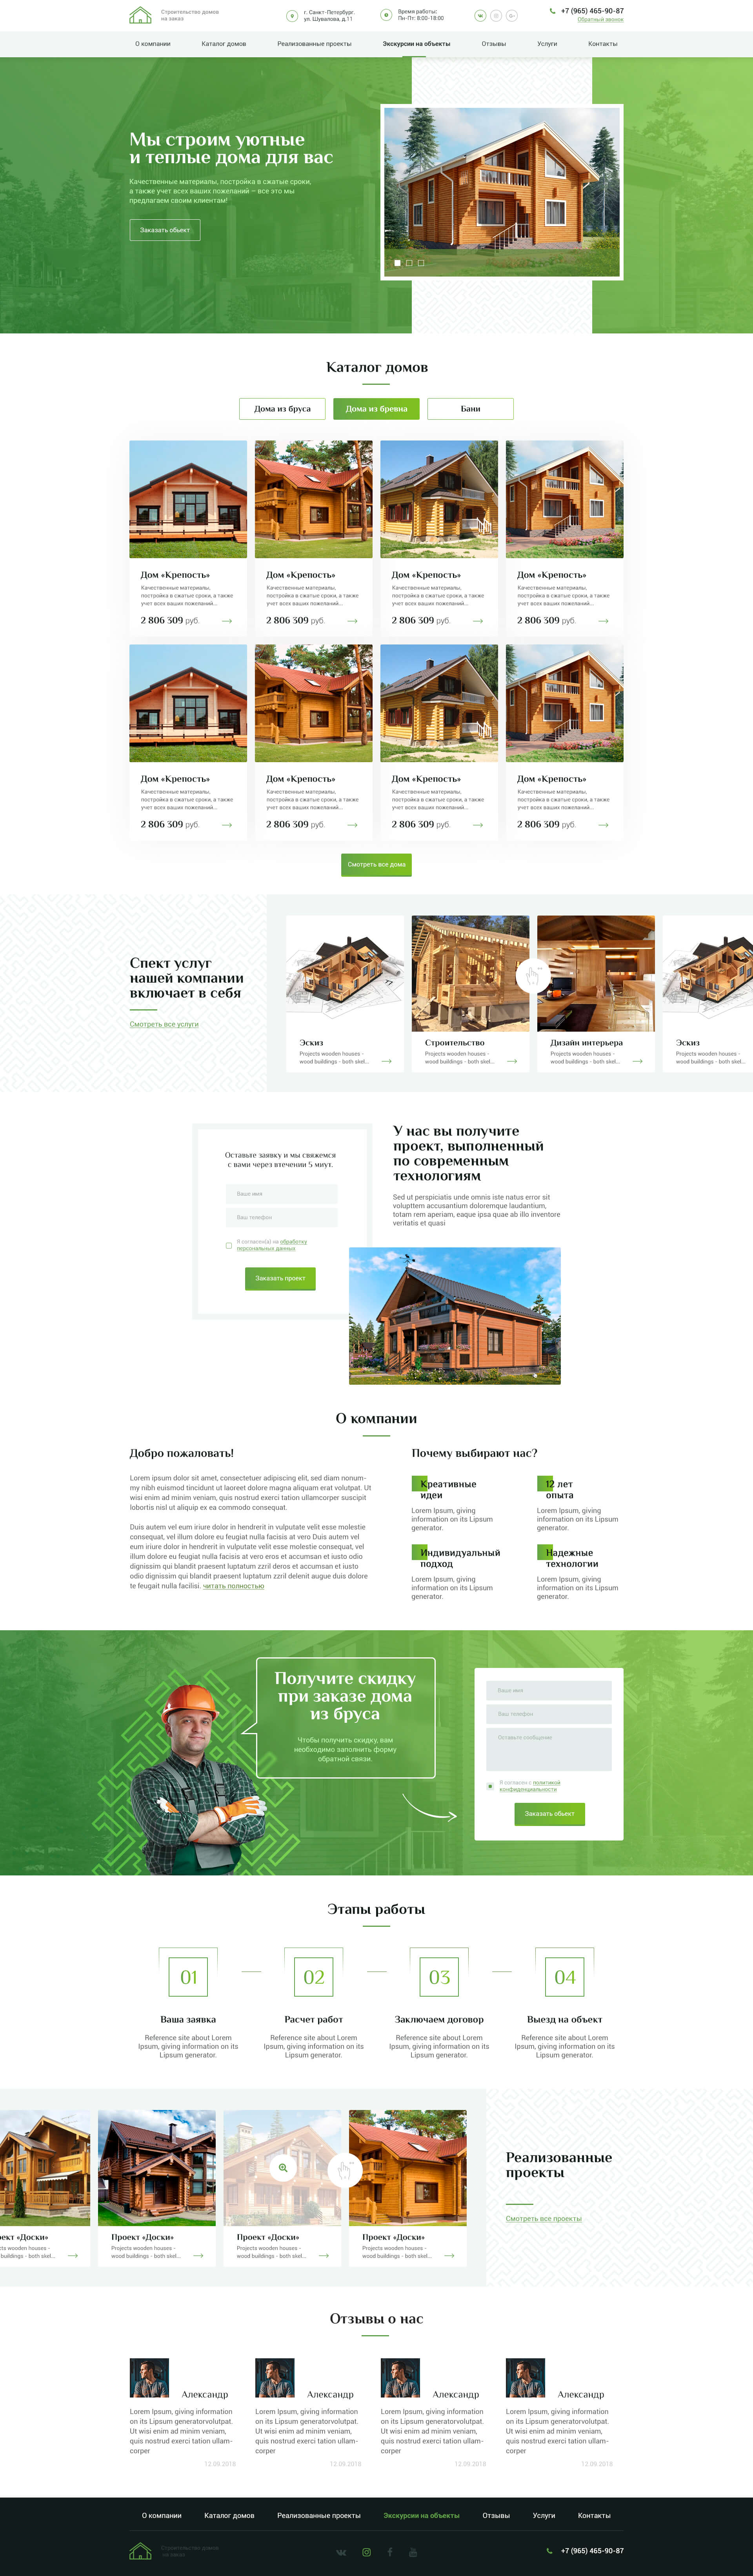 Строительство домов
на заказ
г. Санкт-Петербург.
ул. Шувалова, д.11
Время работы:
Пн-Пт: 8:00-18:00
+7 (965) 465-90-87
Обратный звонок
О компании
Каталог домов
Реализованные проекты
Экскурсии на объекты
Отзывы
Услуги
Контакты
Мы строим уютные
и теплые дома для вас
Качественные материалы, постройка в сжатые сроки,
а также учет всех ваших пожеланий – все это мы
предлагаем своим клиентам!
Заказать объект
Каталог домов
Дома из бруса
Дома из бревна
Бани
Дом «Крепость»
Качественные материалы,
постройка в сжатые сроки, а также
учет всех ваших пожеланий...
2 806 309 руб.
Дом «Крепость»
Качественные материалы,
постройка в сжатые сроки, а также
учет всех ваших пожеланий...
2 806 309 руб.
Дом «Крепость»
Качественные материалы,
постройка в сжатые сроки, а также
учет всех ваших пожеланий...
2 806 309 руб.
Дом «Крепость»
Качественные материалы,
постройка в сжатые сроки, а также
учет всех ваших пожеланий...
2 806 309 руб.
Дом «Крепость»
Качественные материалы,
постройка в сжатые сроки, а также
учет всех ваших пожеланий...
2 806 309 руб.
Дом «Крепость»
Качественные материалы,
постройка в сжатые сроки, а также
учет всех ваших пожеланий...
2 806 309 руб.
Дом «Крепость»
Качественные материалы,
постройка в сжатые сроки, а также
учет всех ваших пожеланий...
2 806 309 руб.
Дом «Крепость»
Качественные материалы,
постройка в сжатые сроки, а также
учет всех ваших пожеланий...
2 806 309 руб.
Смотреть все дома
Спект услуг
нашей компании
включает в себя
Смотреть все услуги
Эскиз
Projects wooden houses -
wood buildings - both skel...
Строительство
Projects wooden houses -
wood buildings - both skel...
Дизайн интерьера
Projects wooden houses -
wood buildings - both skel...
Эскиз
Projects wooden houses -
wood buildings - both skel...
Оставьте заявку и мы свяжемся
с вами через втечении 5 миут.
Ваше имя
Ваш телефон
Я согласен(а) на обработку
персональных данных
Заказать проект
У нас вы получите
проект, выполненный
по современным
технологиям
Sed ut perspiciatis unde omnis iste natus error sit
voluptem accusantium doloremque laudantium,
totam rem aperiam, eaque ipsa quae ab illo inventore
veritatis et quasi
О компании
Добро пожаловать!
Lorem ipsum dolor sit amet, consectetuer adipiscing elit, sed diam nonum-
my nibh euismod tincidunt ut laoreet dolore magna aliquam erat volutpat. Ut
wisi enim ad minim veniam, quis nostrud exerci tation ullamcorper suscipit
lobortis nisl ut aliquip ex ea commodo consequat.
Duis autem vel eum iriure dolor in hendrerit in vulputate velit esse molestie
consequat, vel illum dolore eu feugiat nulla facilisis at vero Duis autem vel
eum iriure dolor in hendrerit in vulputate velit esse molestie consequat, vel
illum dolore eu feugiat nulla facilisis at vero eros et accumsan et iusto odio
dignissim qui blandit praesent luptatum zzril deros et accumsan et iusto
odio dignissim qui blandit praesent luptatum zzril delenit augue duis dolore
te feugait nulla facilisi. читать полностью
Почему выбирают нас?
Креативные
идеи
Lorem Ipsum, giving
information on its Lipsum
generator.
12 лет
опыта
Lorem Ipsum, giving
information on its Lipsum
generator.
Индивидуальный
подход
Lorem Ipsum, giving
information on its Lipsum
generator.
Надежные
технологии
Lorem Ipsum, giving
information on its Lipsum
generator.
Получите скидку
при заказе дома
из бруса
Чтобы получить скидку, вам
необходимо заполнить форму
обратной связи.
Ваше имя
Ваш телефон
Оставьте сообщение
Я согласен с политикой
конфиденциальности
Заказать объект
Этапы работы
01
Ваша заявка
Reference site about Lorem
Ipsum, giving information on its
Lipsum generator.
02
Расчет работ
Reference site about Lorem
Ipsum, giving information on its
Lipsum generator.
03
Заключаем договор
Reference site about Lorem
Ipsum, giving information on its
Lipsum generator.
04
Выезд на объект
Reference site about Lorem
Ipsum, giving information on its
Lipsum generator.
ект «Доски»
cts wooden houses -
buildings - both skel...
Проект «Доски»
Projects wooden houses -
wood buildings - both skel...
Проект «Доски»
Projects wooden houses -
wood buildings - both skel...
Проект «Доски»
Projects wooden houses -
wood buildings - both skel...
Реализованные
проекты
Смотреть все проекты
Отзывы о нас
Александр
Lorem Ipsum, giving information
on its Lipsum generatorvolutpat.
Ut wisi enim ad minim veniam,
quis nostrud exerci tation ullam-
corper
12.09.2018
Александр
Lorem Ipsum, giving information
on its Lipsum generatorvolutpat.
Ut wisi enim ad minim veniam,
quis nostrud exerci tation ullam-
corper
12.09.2018
Александр
Lorem Ipsum, giving information
on its Lipsum generatorvolutpat.
Ut wisi enim ad minim veniam,
quis nostrud exerci tation ullam-
corper
12.09.2018
Александр
Lorem Ipsum, giving information
on its Lipsum generatorvolutpat.
Ut wisi enim ad minim veniam,
quis nostrud exerci tation ullam-
corper
12.09.2018
О компании
Каталог домов
Реализованные проекты
Экскурсии на объекты
Отзывы
Услуги
Контакты
Строительство домов
на заказ
+7 (965) 465-90-87